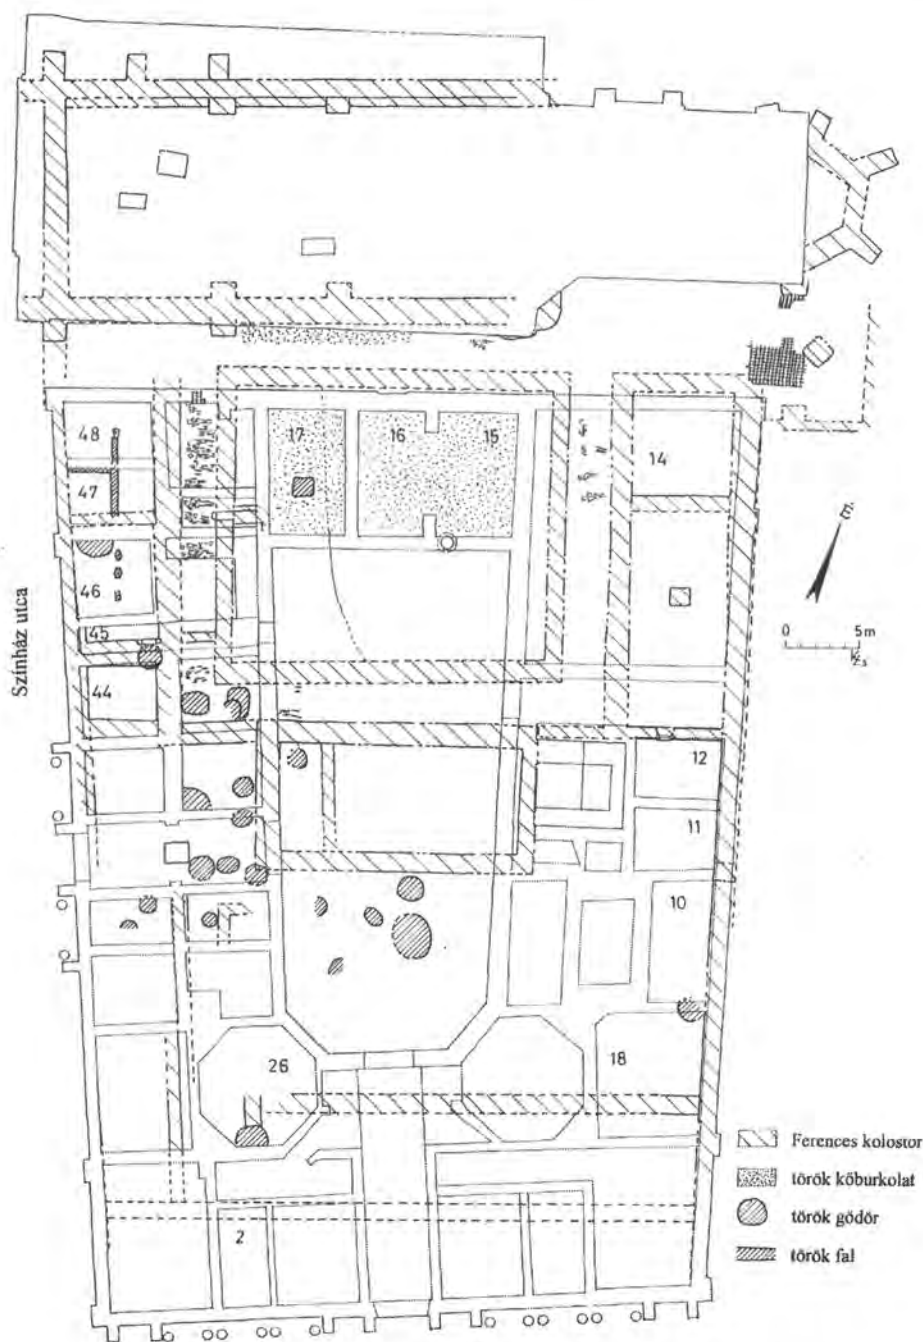 17
16
15
48
47
14
É
46
0 5m
45
Színház utca
44
12
11
10
26
18
Ferences kolostor
török kőburkolat
török gödör
2
török fal